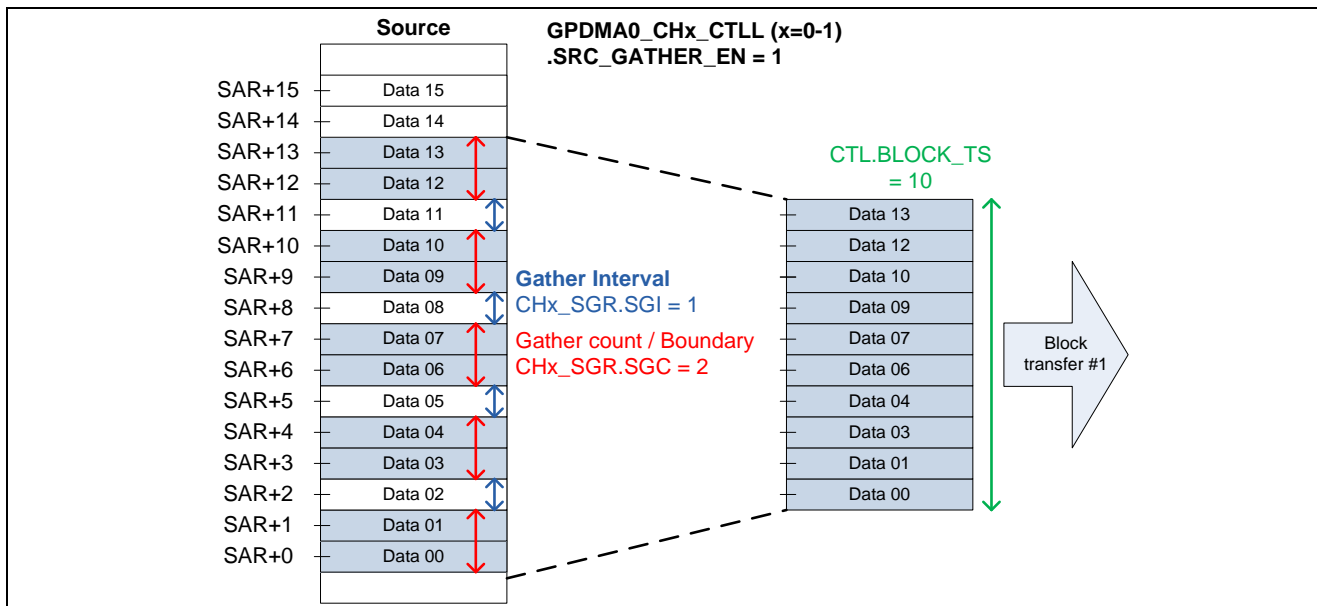 Source
GPDMA0_CHx_CTLL (x=0-1)
.SRC_GATHER_EN = 1
SAR+15 Data 15
SAR+14 Data 14
SAR+13 Data 13
SAR+12 Data 12
SAR+11 Data 11
SAR+10 Data 10
SAR+9 Data 09
SAR+8 Data 08
SAR+7 Data 07
SAR+6 Data 06
SAR+5 Data 05
SAR+4 Data 04
SAR+3 Data 03
SAR+2 Data 02
SAR+1 Data 01
SAR+0 Data 00
Gather Interval
CHx_SGR.SGI = 1
Gather count / Boundary
CHx_SGR.SGC = 2
CTL.BLOCK_TS
= 10
Data 13
Data 12
Data 10
Data 09
Data 07
Data 06
Data 04
Data 03
Data 01
Data 00
Block
transfer #1